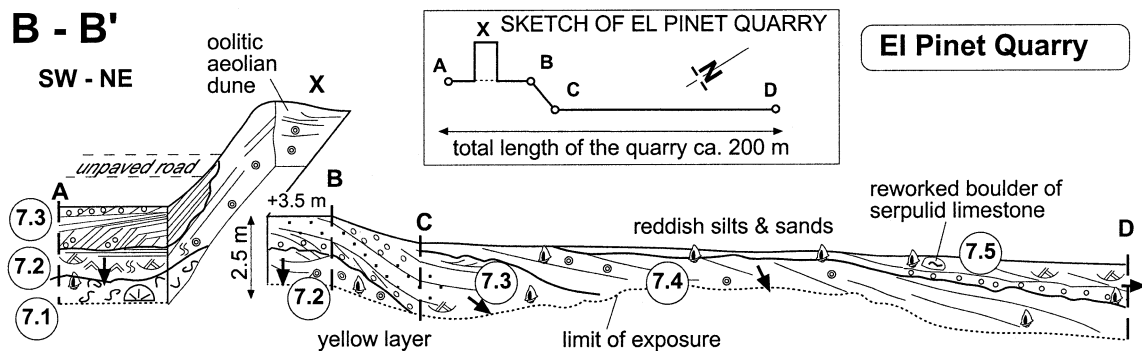 B - B'
SW - NE
oolitic
aeolian
dune
X
unpaved road
A
7.3
7.2
7.1
+3.5 m
2.5 m
B
7.2
yellow layer
C
7.3
limit of exposure
7.4
reddish silts & sands
reworked boulder of
serpulid limestone
7.5
D
SKETCH OF EL PINET QUARRY
X
A
B
C
D
N
total length of the quarry ca. 200 m
El Pinet Quarry